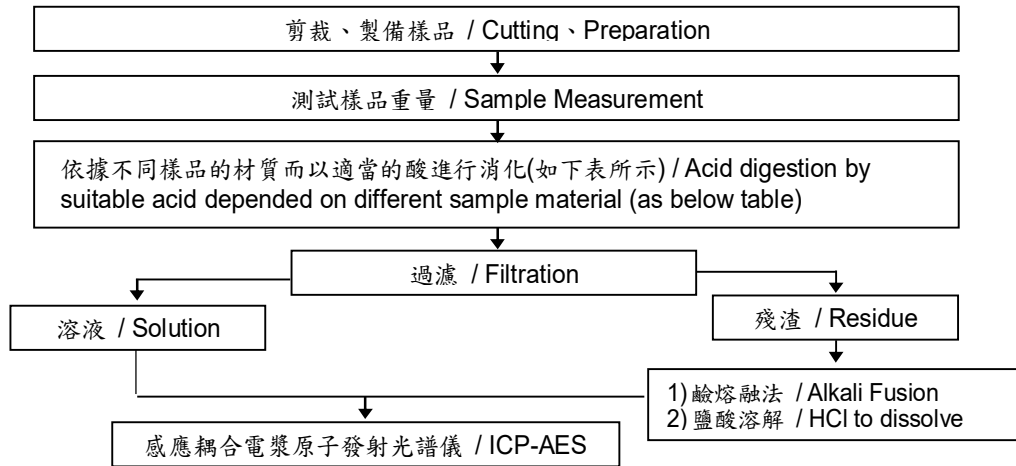 剪裁、製備樣品 / Cutting、Preparation
測試樣品重量 / Sample Measurement
依據不同樣品的材質而以適當的酸進行消化(如下表所示) / Acid digestion by
suitable acid depended on different sample material (as below table)
過濾 / Filtration
溶液 / Solution
殘渣 / Residue
1) 鹼熔融法 / Alkali Fusion
2) 鹽酸溶解 / HCl to dissolve
感應耦合電漿原子發射光譜儀 / ICP-AES